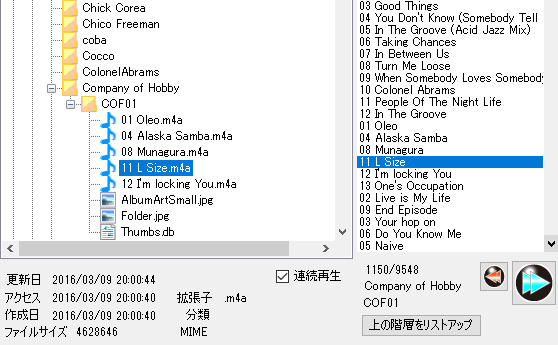 Chick Corea
Chico Freeman
coba
Cocco
ColonelAbrams
Company of Hobby
COF01
01 Oleo.m4a
04 Alaska Samba.m4a
08 Munagura.m4a
11 L Size.m4a
12 I'm locking You.m4a
AlbumArtSmall.jpg
Folder.jpg
Thumbs.db
03 Good Things
04 You Don't Know (Somebody Tell
05 In The Groove (Acid Jazz Mix)
06 Taking Chances
07 In Between Us
08 Turn Me Loose
09 When Somebody Loves Somebody
10 Colonel Abrams
11 People Of The Night Life
12 In The Groove
01 Oleo
04 Alaska Samba
08 Munagura
11 L Size
12 I'm locking You
13 One's Occupation
02 Live is My Life
09 End Episode
03 Your hop on
06 Do You Know Me
05 Naive
更新日 2016/03/09 20:00:44
アクセス 2016/03/09 20:00:40 拡張子 .m4a
作成日 2016/03/09 20:00:40 分類
ファイルサイズ 4628646 MIME
連続再生
1150/9548
Company of Hobby
COF01
上の階層をリストアップ